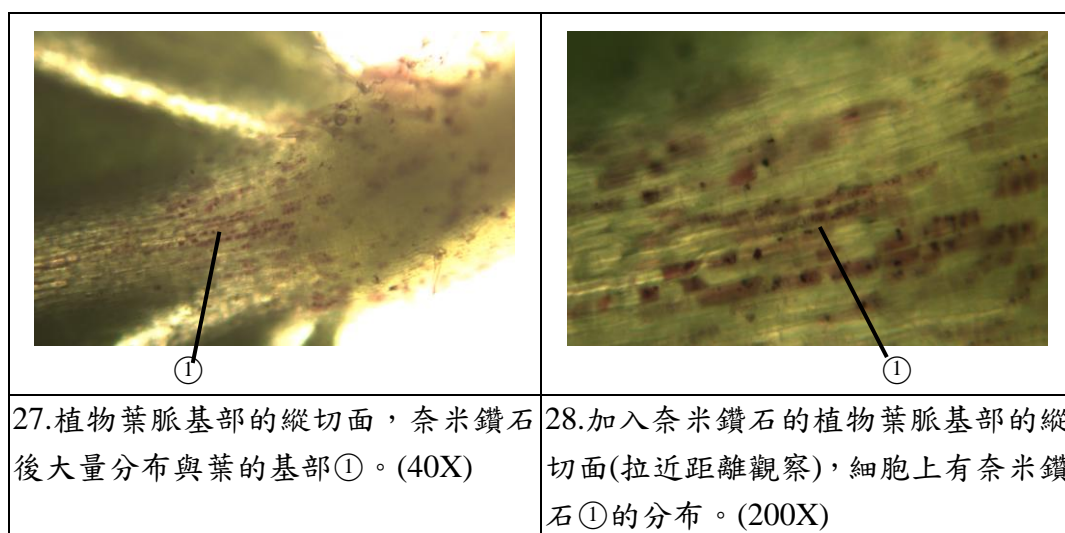 ①
①
27.植物葉脈基部的縱切面，奈米鑽石
後大量分布與葉的基部①。(40X)
28.加入奈米鑽石的植物葉脈基部的縱
切面(拉近距離觀察)，細胞上有奈米鑽
石①的分布。(200X)